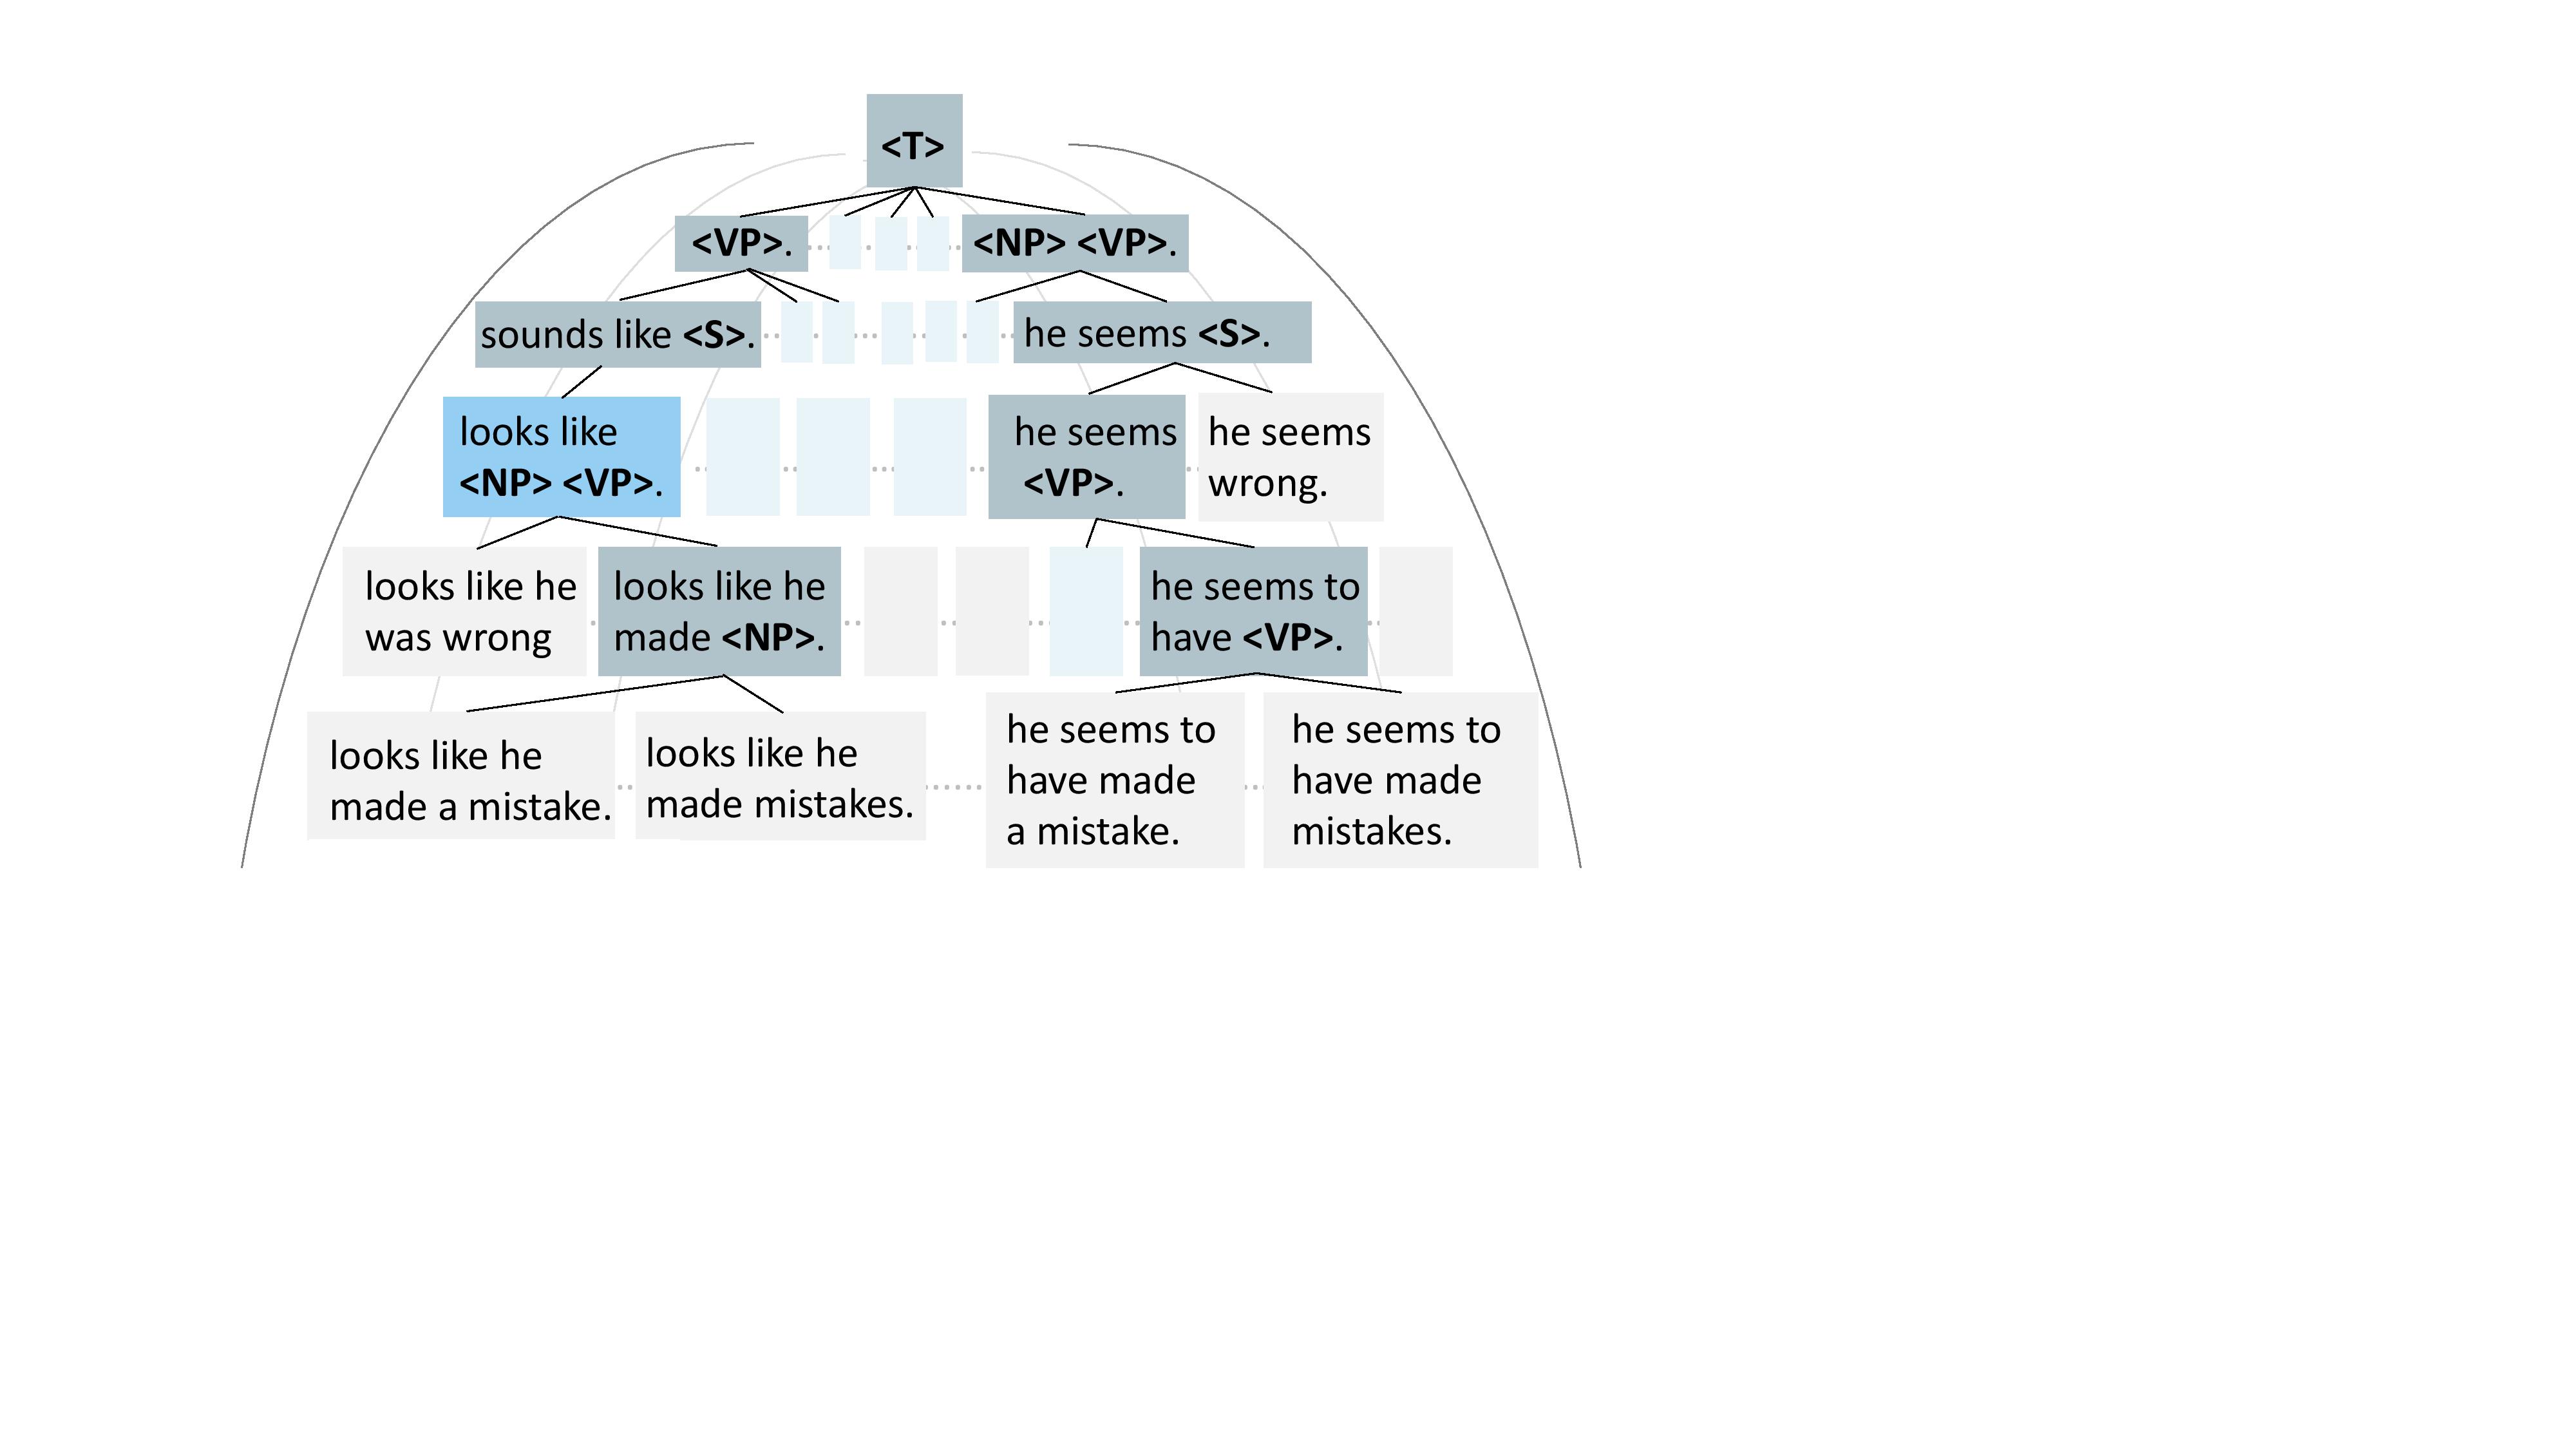 <T>
<VP>.
<NP> <VP>.
sounds like <S>.
he seems <S>.
looks like
<NP> <VP>.
he seems
<VP>.
he seems
wrong.
looks like he
was wrong
looks like he
made <NP>.
he seems to
have <VP>.
looks like he
made a mistake.
looks like he
made mistakes.
he seems to
have made
a mistake.
he seems to
have made
mistakes.